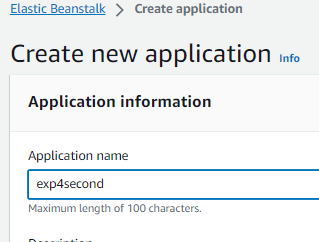 Elastic Beanstalk > Create application
Create new application Info
Application information
Application name
exp4second
Maximum length of 100 characters.